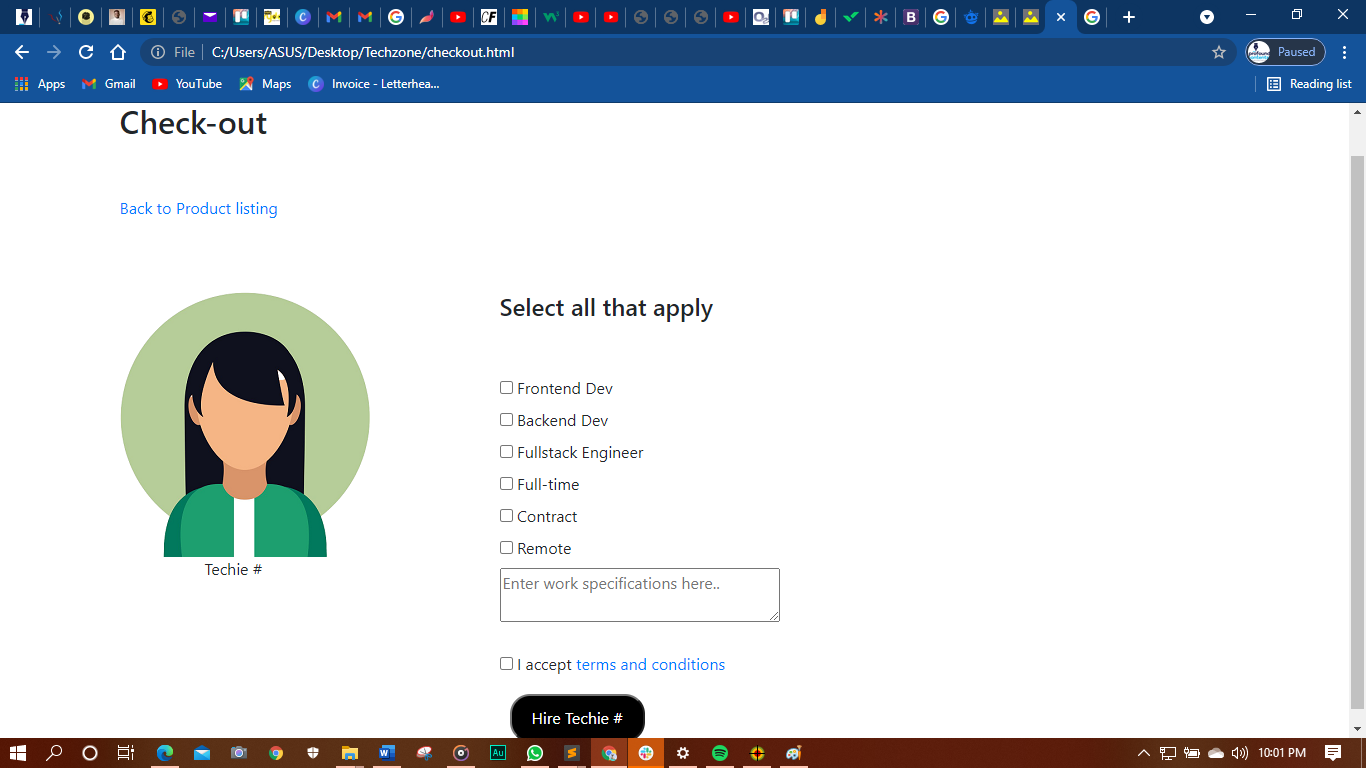 File C:/Users/ASUS/Desktop/Techzone/checkout.html Paused
Apps Gmail YouTube Maps Invoice - Letterhea... Reading list
Check-out
Back to Product listing
Select all that apply
Frontend Dev
Backend Dev
Fullstack Engineer
Full-time
Contract
Remote
Techie #
Enter work specifications here..
I accept terms and conditions
Hire Techie #
10:01 PM